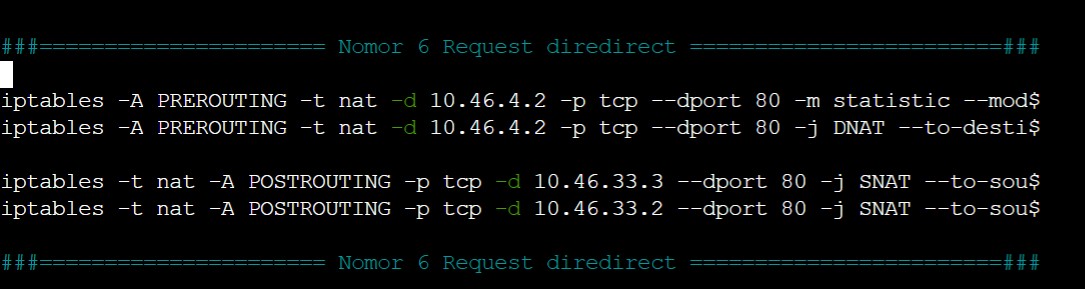 ###====================== Nomor 6 Request diredirect ========================###
iptables -A PREROUTING -t nat -d 10.46.4.2 -p tcp --dport 80 -m statistic --mod$
iptables -A PREROUTING -t nat -d 10.46.4.2 -p tcp --dport 80 -j DNAT --to-desti$
iptables -t nat -A POSTROUTING -p tcp -d 10.46.33.3 --dport 80 -j SNAT --to-sou$
iptables -t nat -A POSTROUTING -p tcp -d 10.46.33.2 --dport 80 -j SNAT --to-sou$
###====================== Nomor 6 Request diredirect ========================###